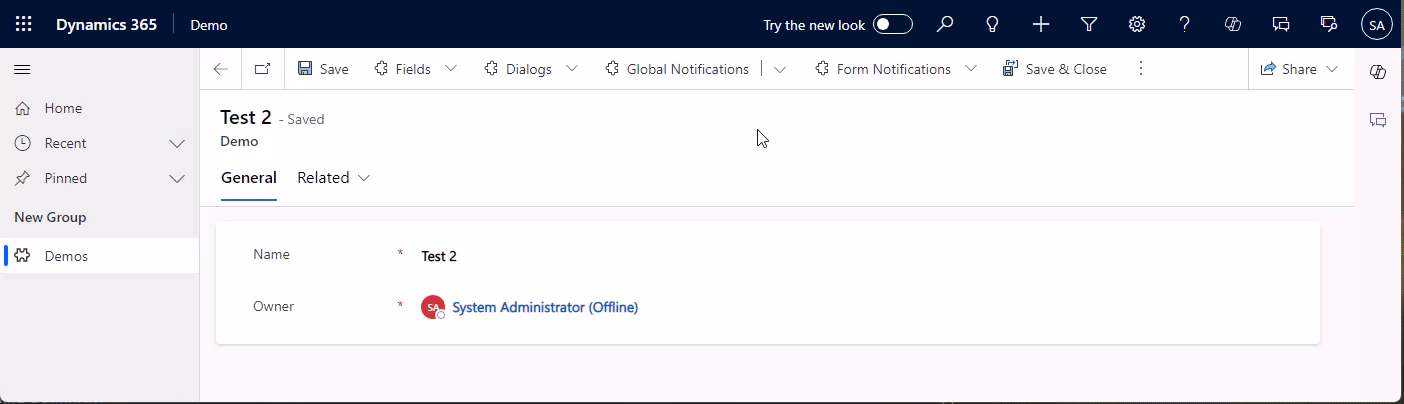 Dynamics 365 Demo Try the new look SA
Save Fields Dialogs Global Notifications Form Notifications Save & Close Share
Home
Recent
Pinned
New Group
Demos
Test 2 - Saved
Demo
General Related
Name * Test 2
Owner * SA System Administrator (Offline)